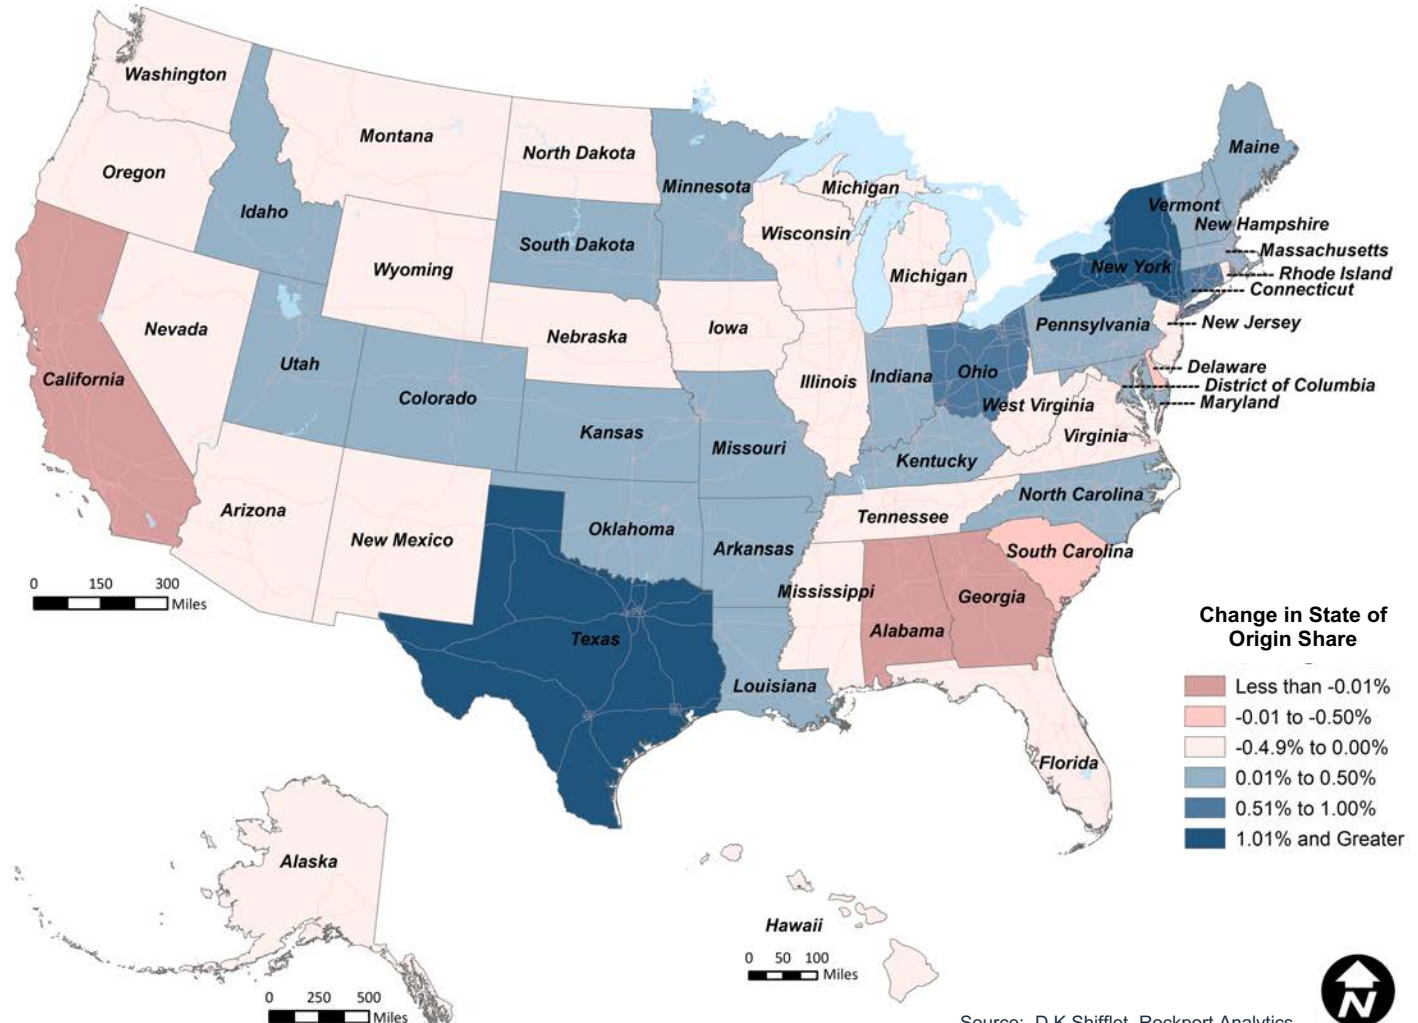 Washington
Montana
North Dakota
Minnesota
Michigan
Maine
Oregon
Idaho
South Dakota
Wisconsin
Vermont
New Hampshire
Massachusetts
Wyoming
Michigan
New York
Rhode Island
Connecticut
Nevada
Nebraska
Iowa
Pennsylvania
New Jersey
California
Utah
Colorado
Illinois
Indiana
Ohio
Delaware
District of Columbia
West Virginia
Maryland
Kansas
Missouri
Virginia
Kentucky
Arizona
New Mexico
Oklahoma
Arkansas
Tennessee
North Carolina
South Carolina
0 150 300
Miles
Texas
Mississippi
Alabama
Georgia
Louisiana
Florida
Change in State of
Origin Share
Less than -0.01%
-0.01 to -0.50%
-0.4.9% to 0.00%
0.01% to 0.50%
0.51% to 1.00%
1.01% and Greater
Alaska
Hawaii
0 50 100
Miles
0 250 500
Miles
N
Source: D.K.Shifflet, Rockport Analytics